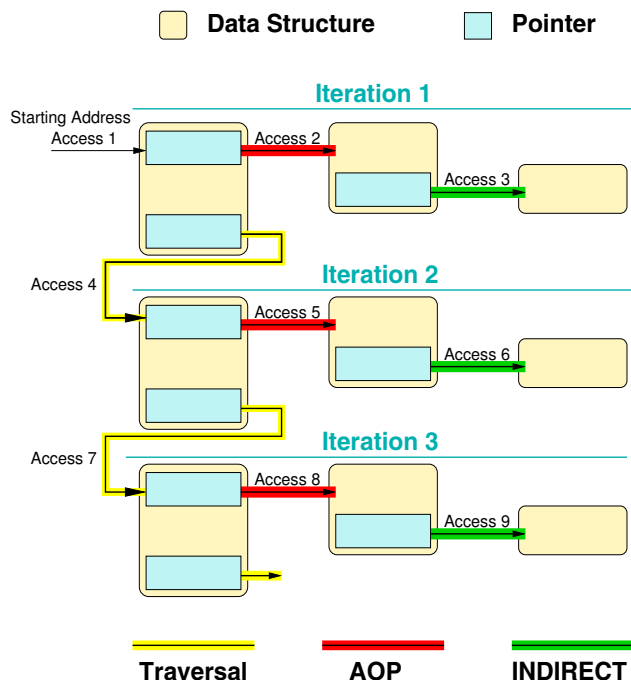 Data Structure
Pointer
Iteration 1
Starting Address
Access 1
Access 2
Access 3
Access 4
Iteration 2
Access 5
Access 6
Access 7
Iteration 3
Access 8
Access 9
Traversal
AOP
INDIRECT